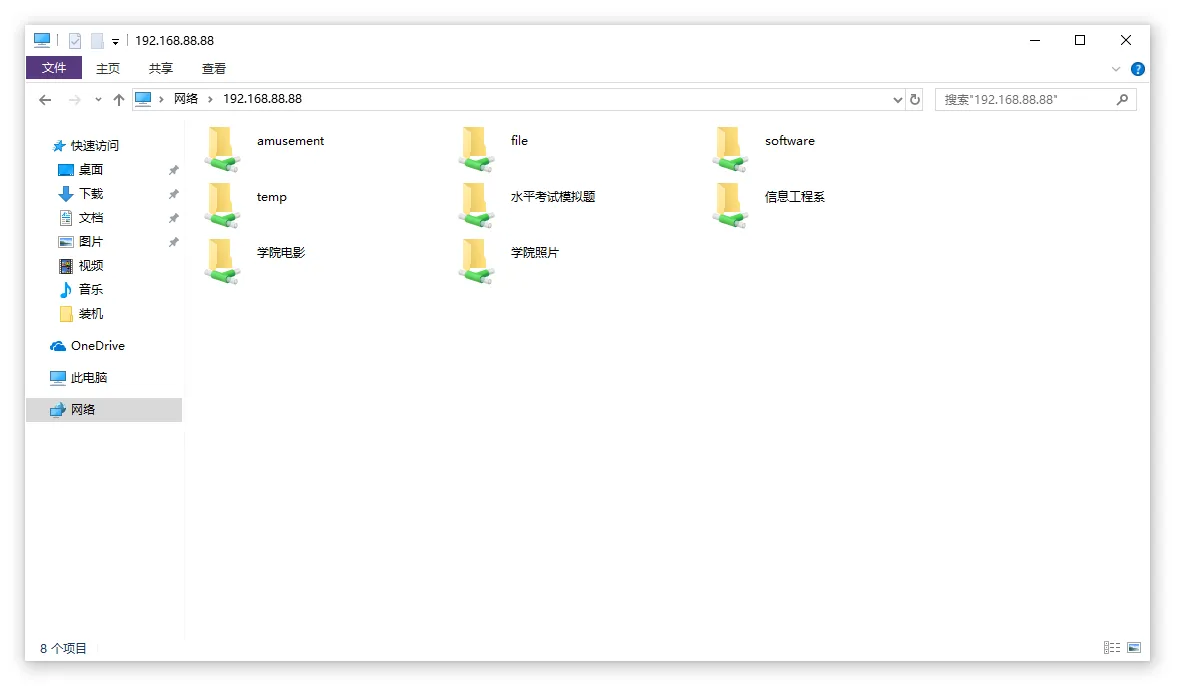 192.168.88.88
文件 主页 共享 查看
网络 192.168.88.88 搜索"192.168.88.88"
快速访问
桌面
下载
文档
图片
视频
音乐
装机
OneDrive
此电脑
网络
amusement file software
temp 水平考试模拟题 信息工程系
学院电影 学院照片
8 个项目